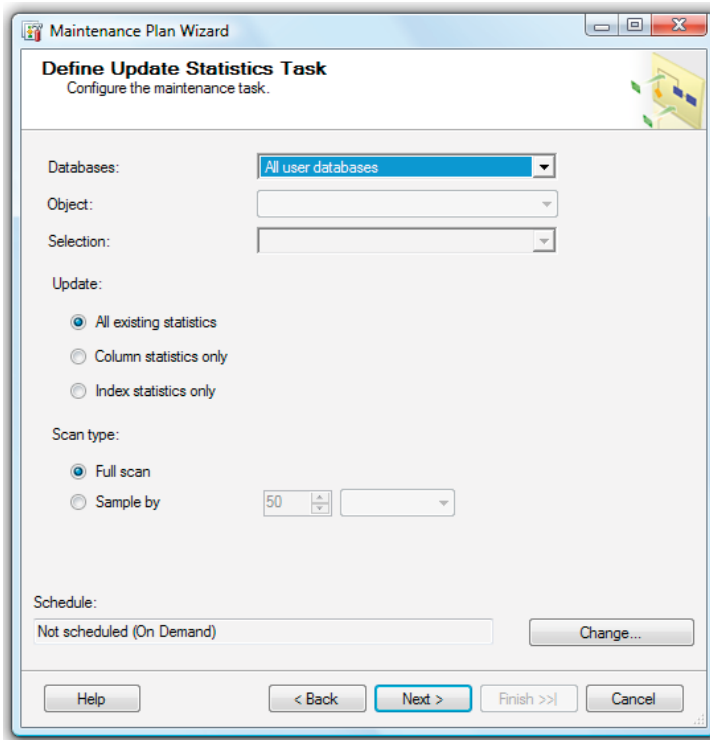 Maintenance Plan Wizard
Define Update Statistics Task
Configure the maintenance task.
Databases: All user databases
Object:
Selection:
Update:
All existing statistics
Column statistics only
Index statistics only
Scan type:
Full scan
Sample by 50
Schedule:
Not scheduled (On Demand) Change...
Help < Back Next > Finish >>| Cancel